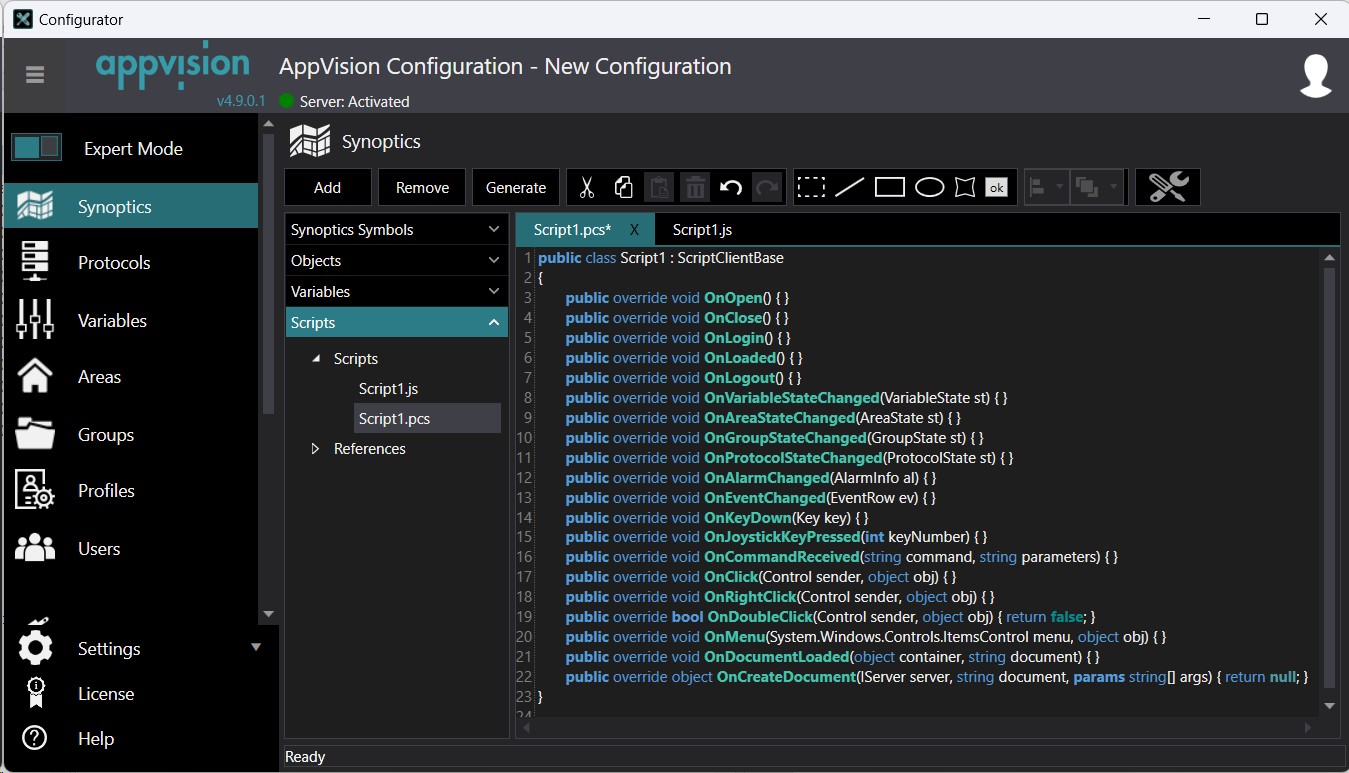 Configurator
appvision
v4.9.0.1
AppVision Configuration - New Configuration
Server: Activated
Expert Mode
Synoptics
Protocols
Variables
Areas
Groups
Profiles
Users
Settings
License
Help
Synoptics
Add
Remove
Generate
ok
Synoptics Symbols
Objects
Variables
Scripts
Scripts
Script1.js
Script1.pcs
References
Script1.pcs* X
Script1.js
1 public class Script1 : ScriptClientBase
2 {
3 public override void OnOpen() { }
4 public override void OnClose() { }
5 public override void OnLogin() { }
6 public override void OnLoaded() { }
7 public override void OnLogout() { }
8 public override void OnVariableStateChanged(VariableState st) { }
9 public override void OnAreaStateChanged(AreaState st) { }
10 public override void OnGroupStateChanged(GroupState st) { }
11 public override void OnProtocolStateChanged(ProtocolState st) { }
12 public override void OnAlarmChanged(AlarmInfo al) { }
13 public override void OnEventChanged(EventRow ev) { }
14 public override void OnKeyDown(Key key) { }
15 public override void OnJoystickKeyPressed(int keyNumber) { }
16 public override void OnCommandReceived(string command, string parameters) { }
17 public override void OnClick(Control sender, object obj) { }
18 public override void OnRightClick(Control sender, object obj) { }
19 public override bool OnDoubleClick(Control sender, object obj) { return false; }
20 public override void OnMenu(System.Windows.Controls.ItemsControl menu, object obj) { }
21 public override void OnDocumentLoaded(object container, string document) { }
22 public override object OnCreateDocument(IServer server, string document, params string[] args) { return null; }
23 }
24
Ready